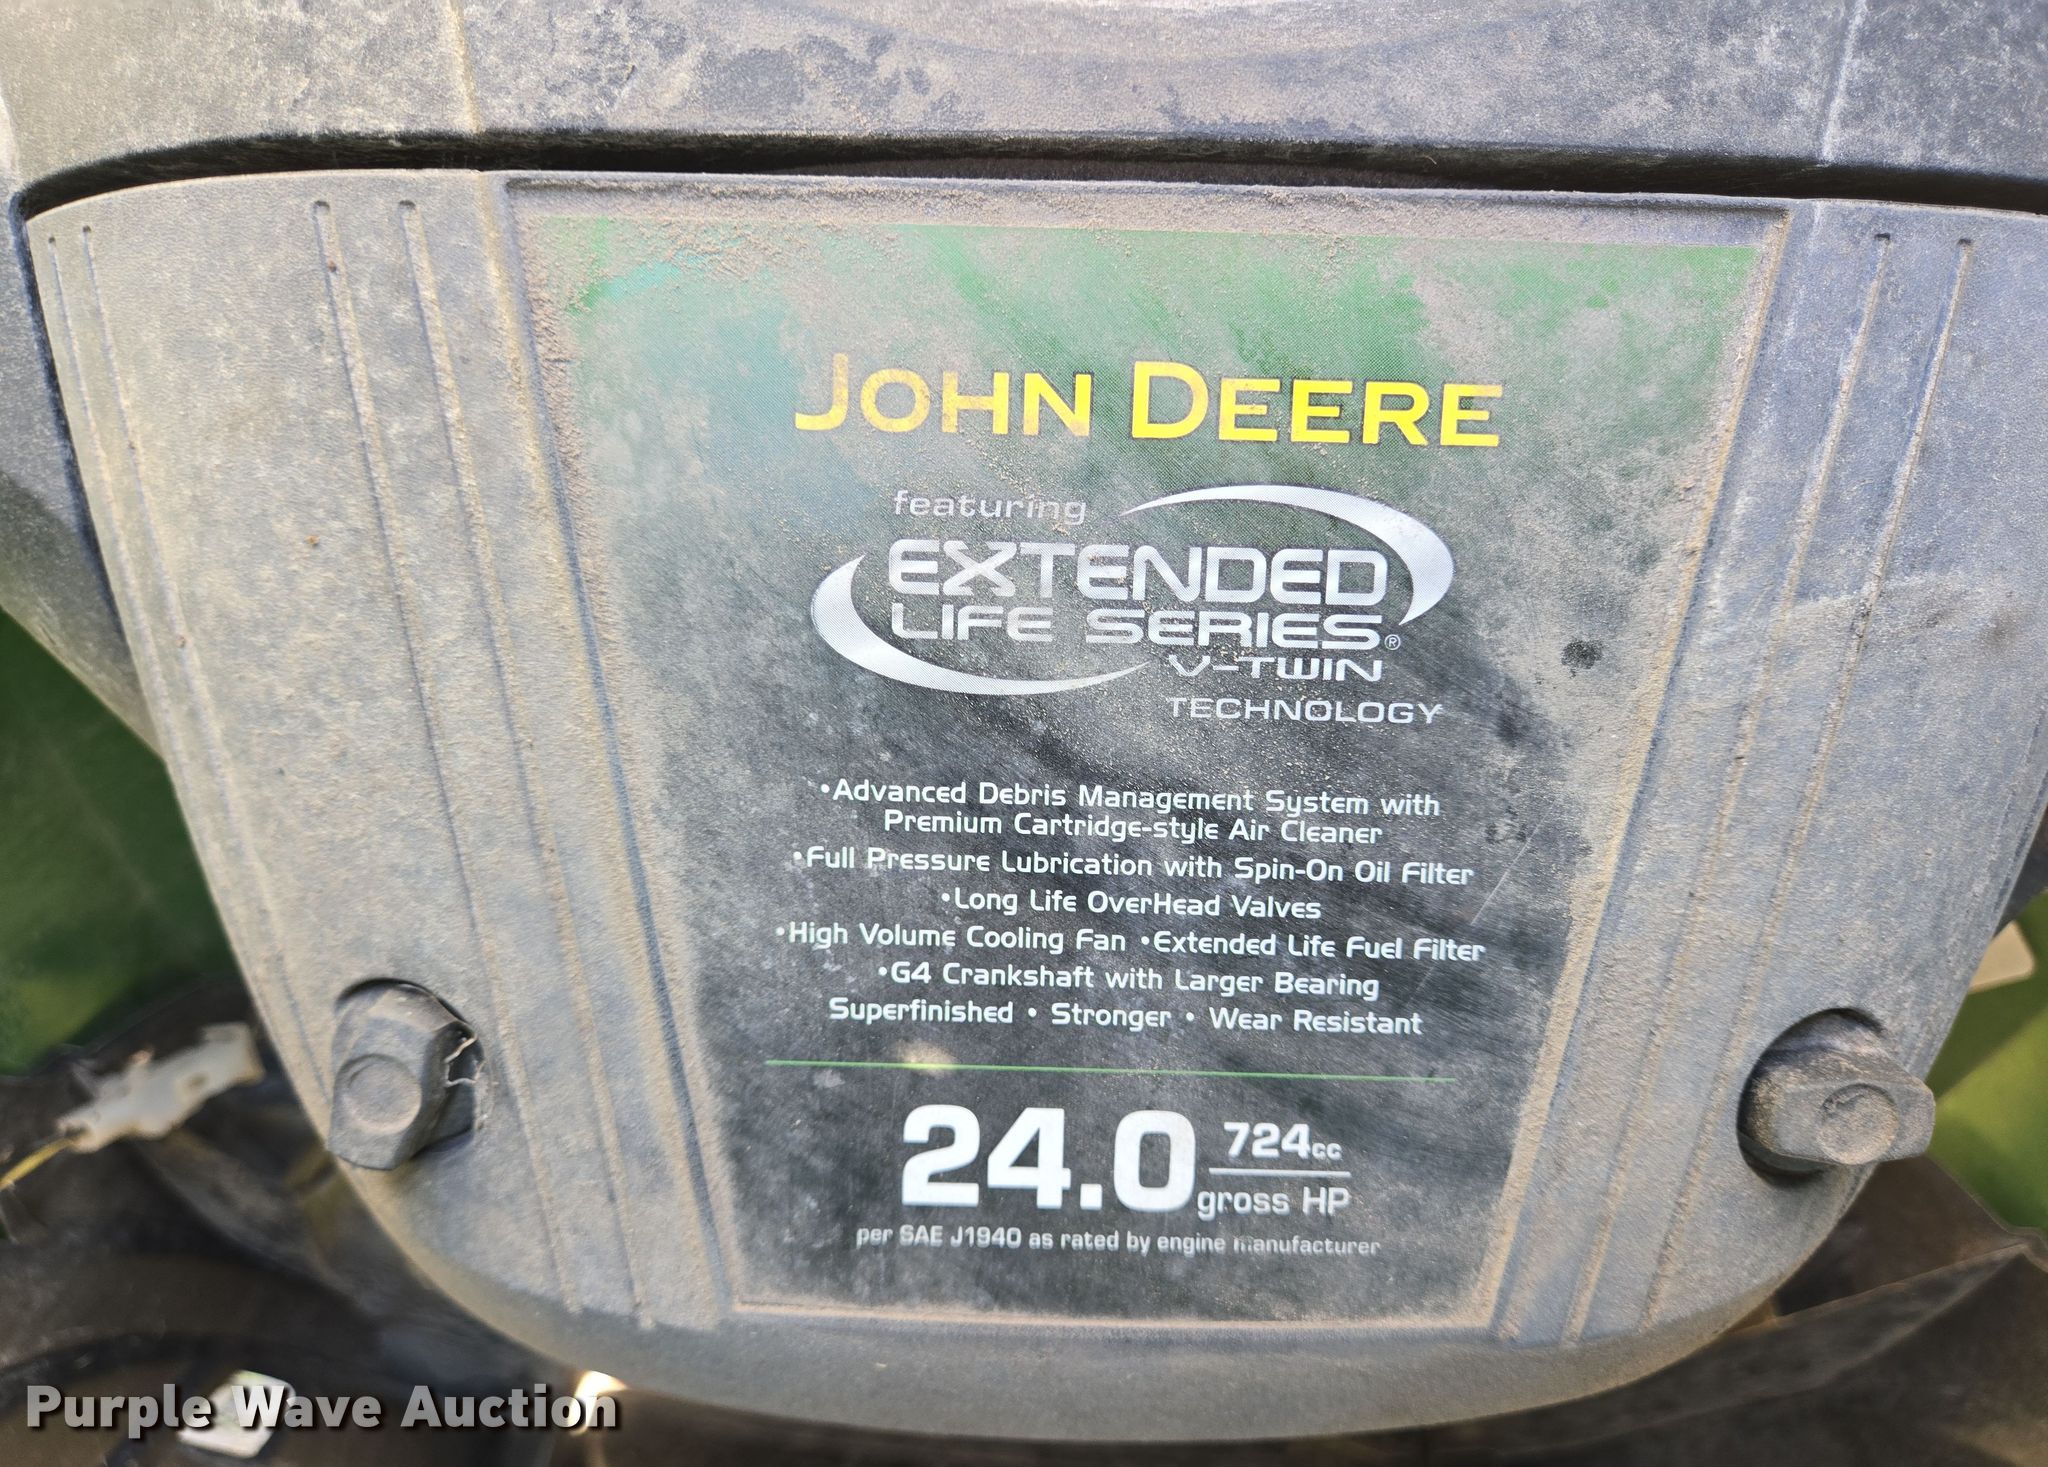 JOHN DEERE
featuring
EXTENDED
LIFE SERIES®
V-TWIN
TECHNOLOGY
•Advanced Debris Management System with
Premium Cartridge-style Air Cleaner
•Full Pressure Lubrication with Spin-On Oil Filter
•Long Life OverHead Valves
•High Volume Cooling Fan •Extended Life Fuel Filter
•G4 Crankshaft with Larger Bearing
Superfinished • Stronger • Wear Resistant
24.0 724cc
gross HP
per SAE J1940 as rated by engine manufacturer
Purple Wave Auction